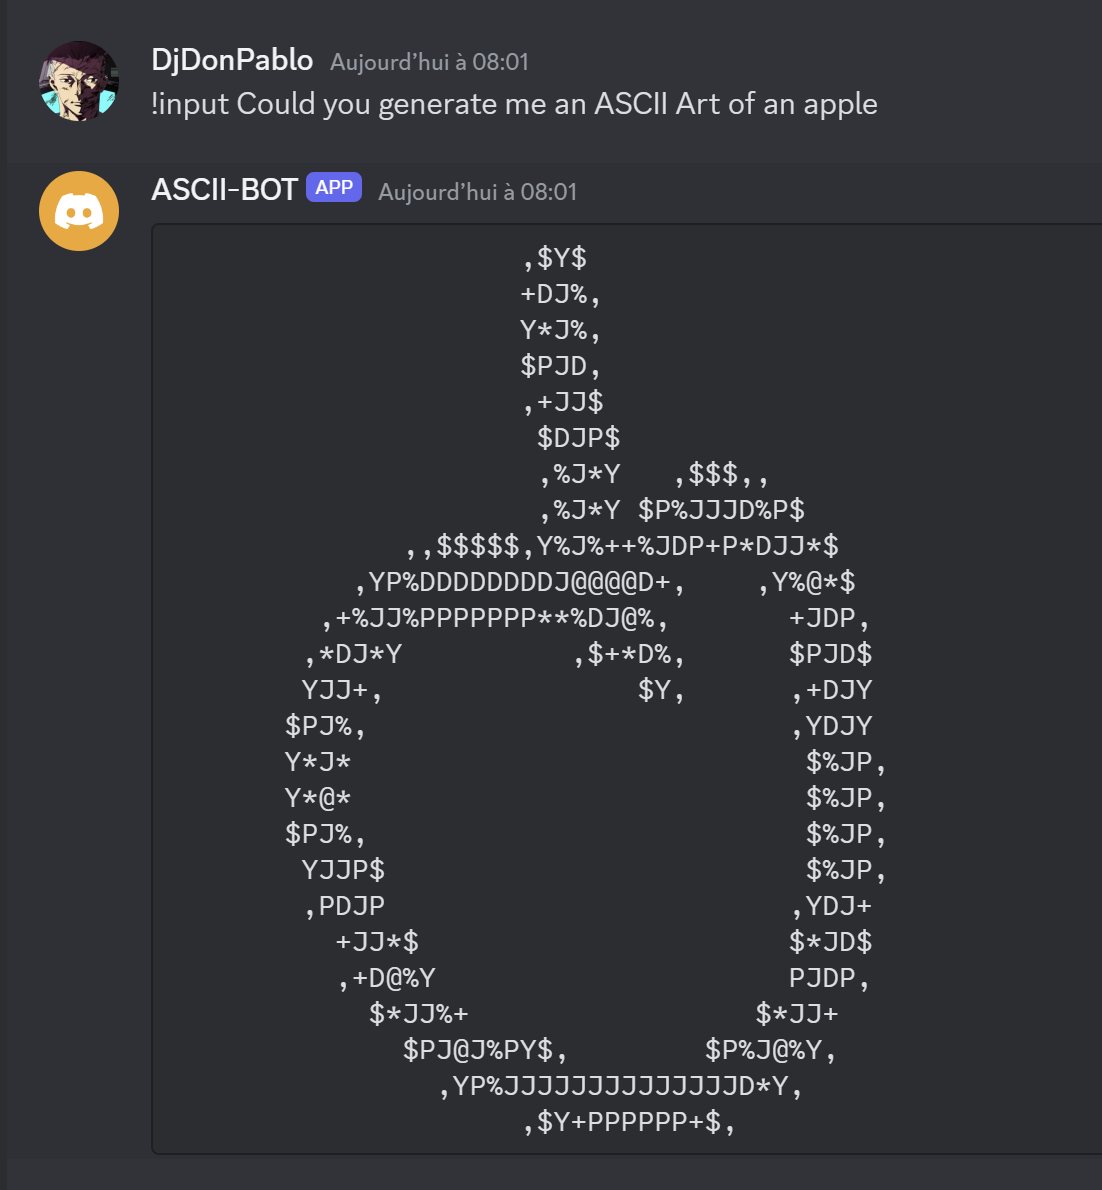 DjDonPablo Aujourd’hui à 08:01
!input Could you generate me an ASCII Art of an apple
ASCII-BOT APP Aujourd’hui à 08:01
                      ,$Y$
                      +DJ%,
                      Y*J%,
                      $PJD,
                      ,+JJ$
                       $DJP$
                       ,%J*Y   ,$$$,,
                       ,%J*Y $P%JJJD%P$
               ,,$$$$$,Y%J%++%JDP+P*DJJ*$
            ,YP%DDDDDDDDJ@@@@D+,    ,Y%@*$
          ,+%JJ%PPPPPPP**%DJ@%,       +JDP,
         ,*DJ*Y          ,$+*D%,      $PJD$
         YJJ+,               $Y,      ,+DJY
        $PJ%,                         ,YDJY
        Y*J*                           $%JP,
        Y*@*                           $%JP,
        $PJ%,                          $%JP,
         YJJP$                         $%JP,
         ,PDJP                        ,YDJ+
           +JJ*$                      $*JD$
           ,+D@%Y                     PJDP,
             $*JJ%+                 $*JJ+
               $PJ@J%PY$,        $P%J@%Y,
                 ,YP%JJJJJJJJJJJJJJD*Y,
                      ,$Y+PPPPPP+$,